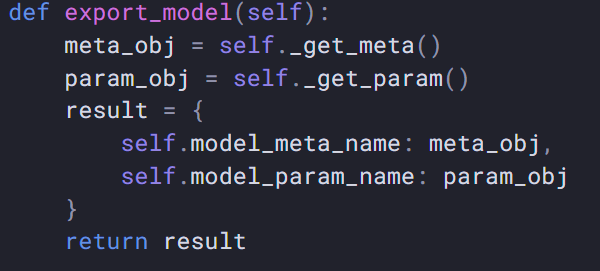 def export_model(self):
    meta_obj = self._get_meta()
    param_obj = self._get_param()
    result = {
        self.model_meta_name: meta_obj,
        self.model_param_name: param_obj
    }
    return result